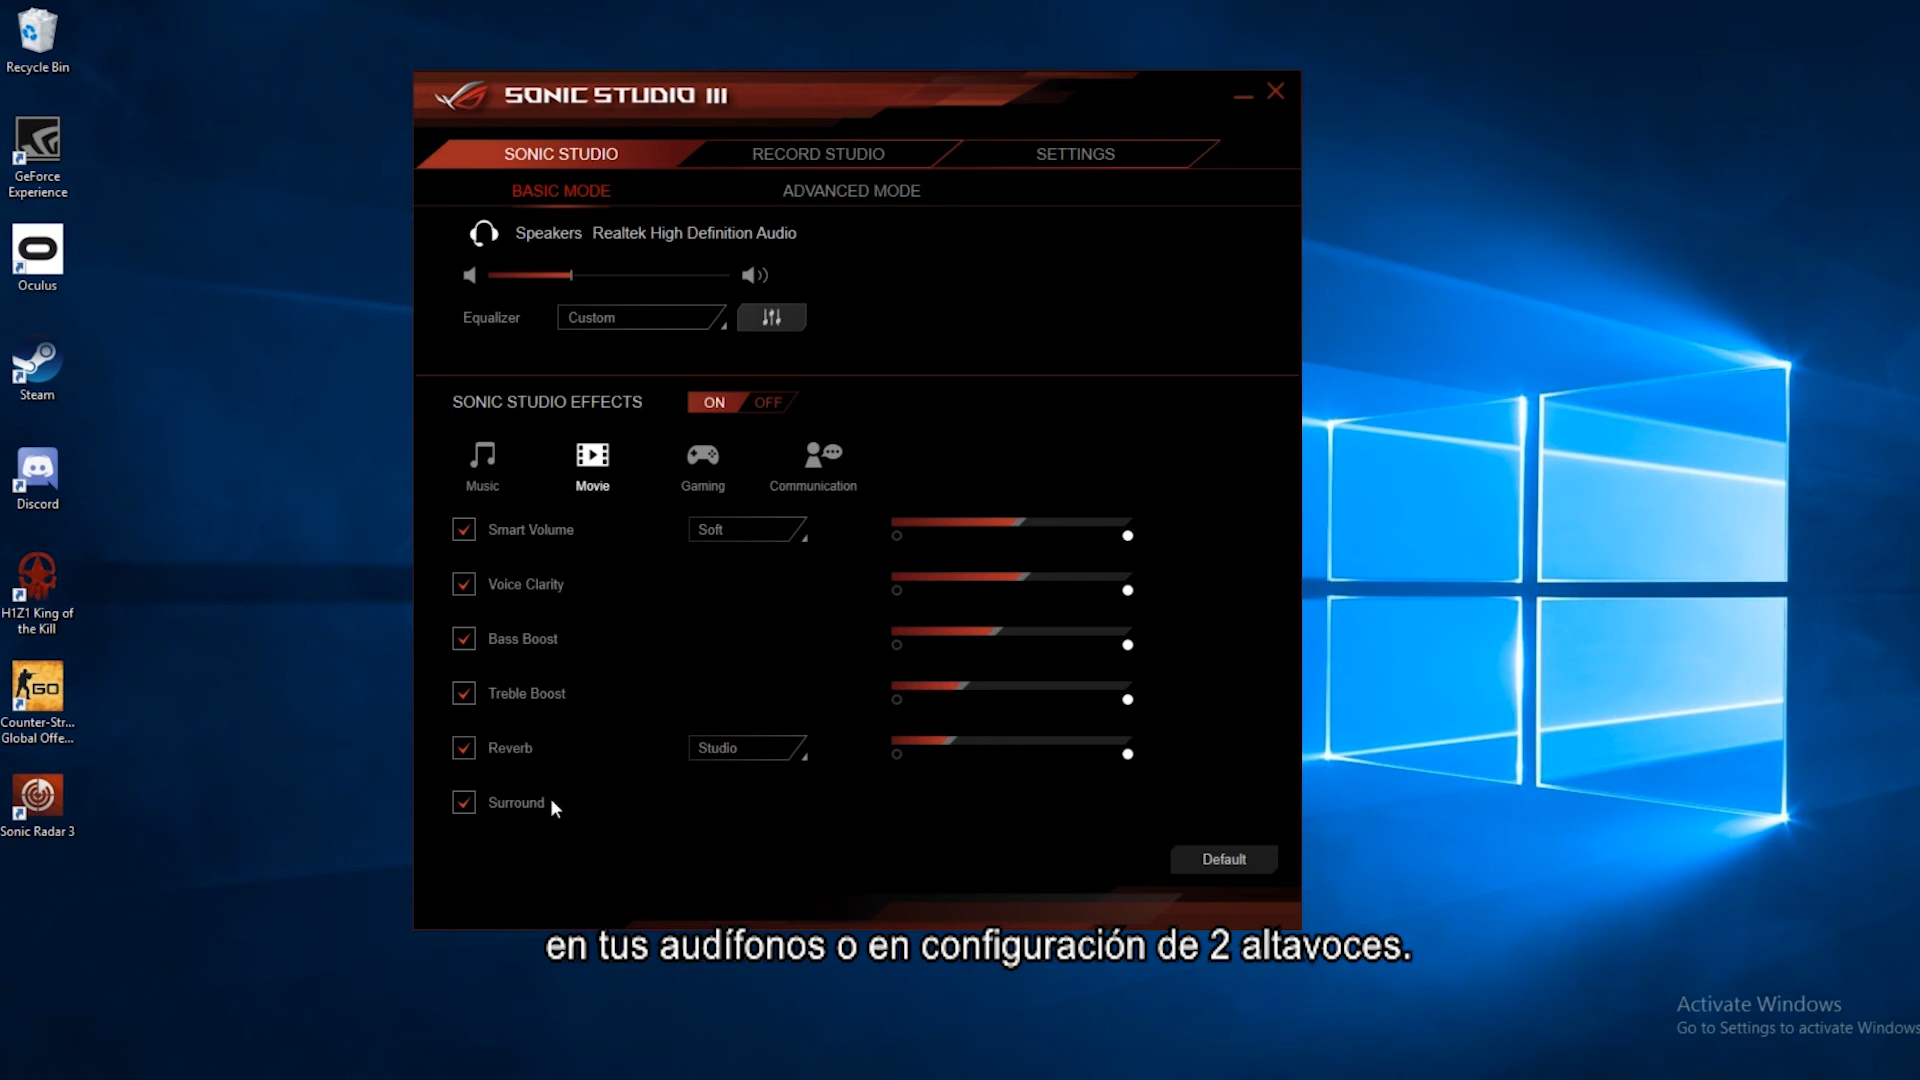 Recycle Bin
GeForce
Experience
Oculus
Steam
Discord
H1Z1 King of
the Kill
GO
Counter-Str...
Global Offe...
Sonic Radar 3
SONIC STUDIO III
SONIC STUDIO
RECORD STUDIO
SETTINGS
BASIC MODE
ADVANCED MODE
Speakers Realtek High Definition Audio
Equalizer
Custom
SONIC STUDIO EFFECTS
ON
OFF
Music
Movie
Gaming
Communication
Smart Volume
Soft
Voice Clarity
Bass Boost
Treble Boost
Reverb
Studio
Surround
Default
en tus audífonos o en configuración de 2 altavoces.
Activate Windows
Go to Settings to activate Windows